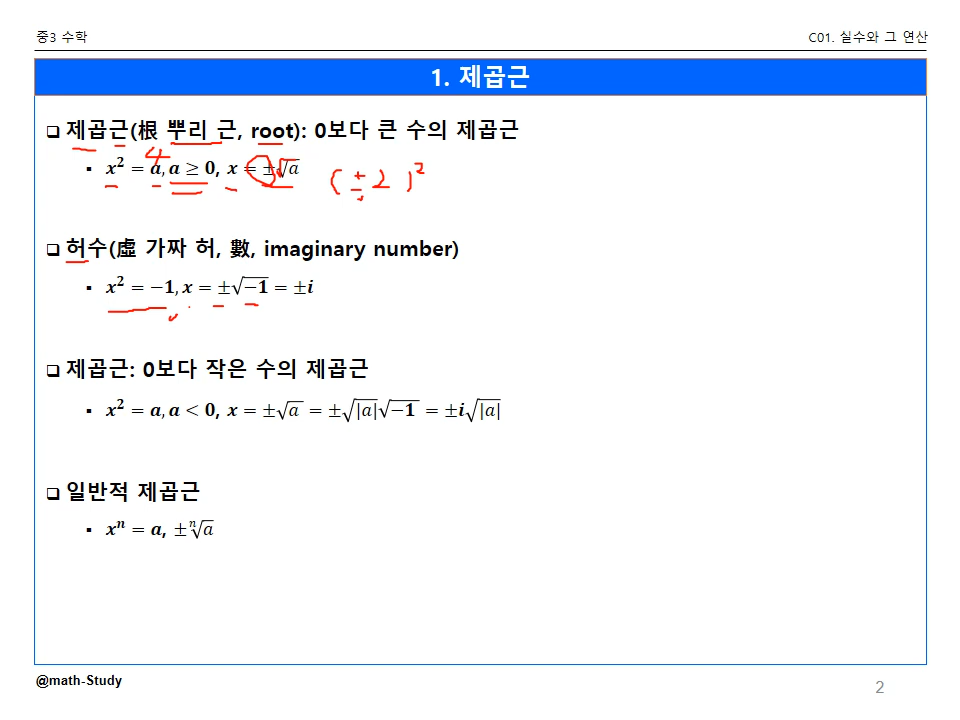 중3 수학
C01. 실수와 그 연산
1. 제곱근
❑ 제곱근(根 뿌리 근, root): 0보다 큰 수의 제곱근
4
▪ x² = a, a ≥ 0, x = ±√a (±2)²
❑ 허수(虛 가짜 허, 數, imaginary number)
▪ x² = −1, x = ±√−1 = ±i
❑ 제곱근: 0보다 작은 수의 제곱근
▪ x² = a, a < 0, x = ±√a = ±√|a|√−1 = ±i√|a|
❑ 일반적 제곱근
▪ xⁿ = a, ±ⁿ√a
@math-Study
2